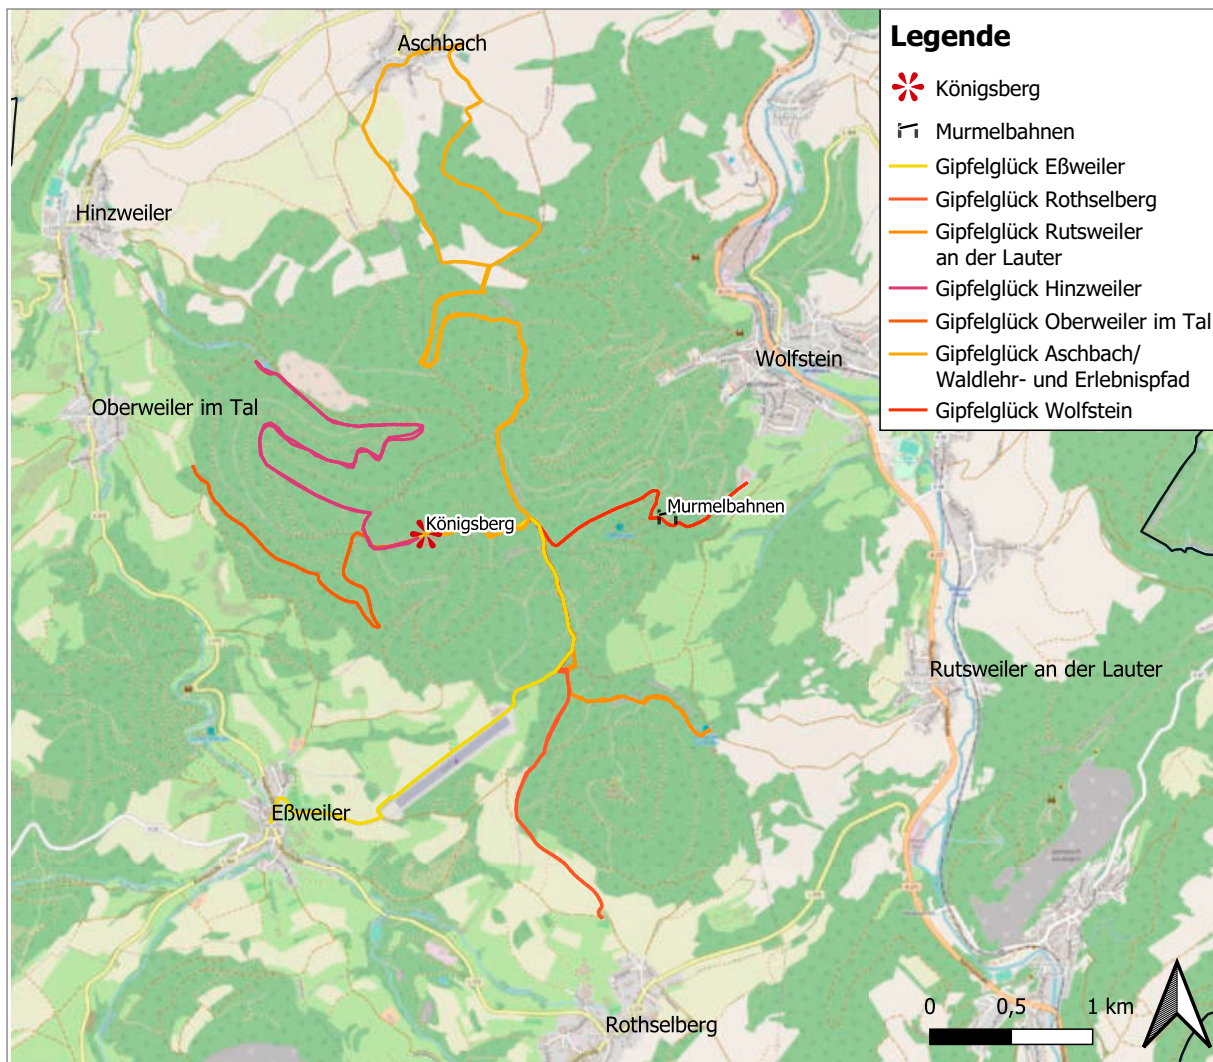 Aschbach
Legende
Königsberg
Murmelbahnen
Gipfelglück Eßweiler
Gipfelglück Rothselberg
Gipfelglück Rutsweiler
an der Lauter
Gipfelglück Hinzweiler
Gipfelglück Oberweiler im Tal
Gipfelglück Aschbach/
Waldlehr- und Erlebnispfad
Gipfelglück Wolfstein
Hinzweiler
Wolfstein
Oberweiler im Tal
Murmelbahnen
Königsberg
Rutsweiler an der Lauter
Eßweiler
Rothselberg
0 0,5 1 km